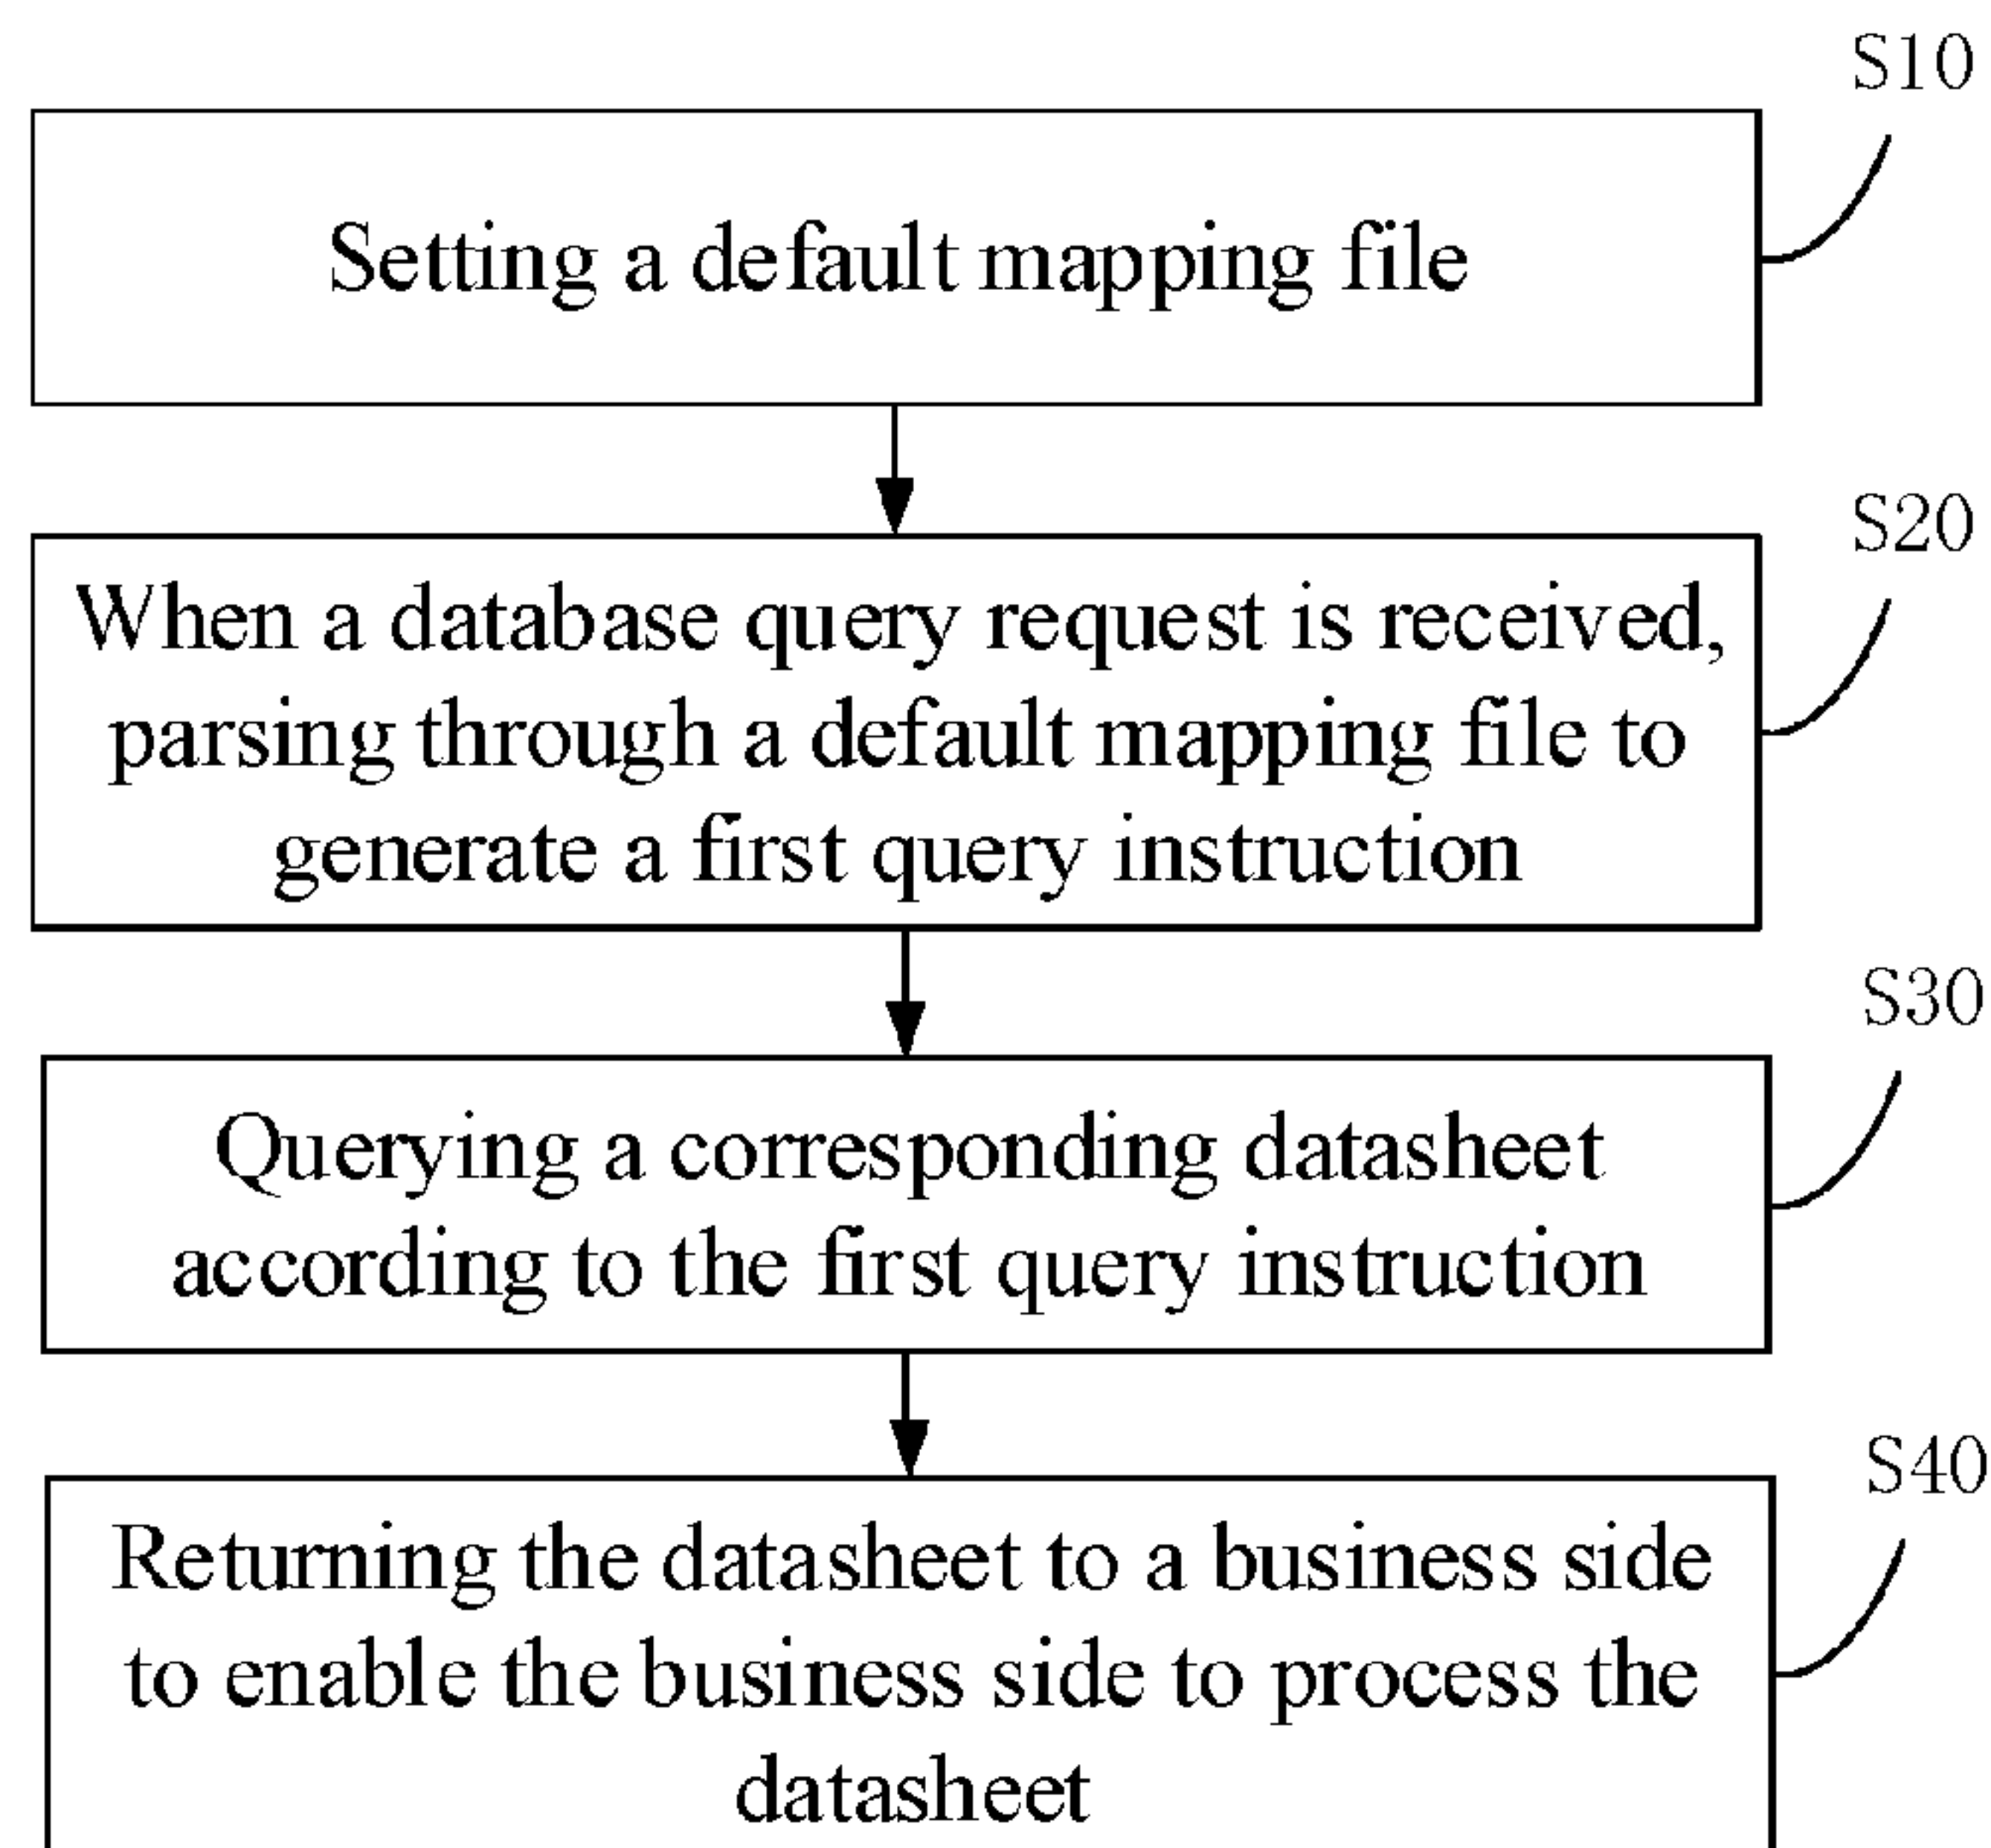 S10
Setting a default mapping file
S20
When a database query request is received,
parsing through a default mapping file to
generate a first query instruction
S30
Querying a corresponding datasheet
according to the first query instruction
S40
Returning the datasheet to a business side
to enable the business side to process the
datasheet